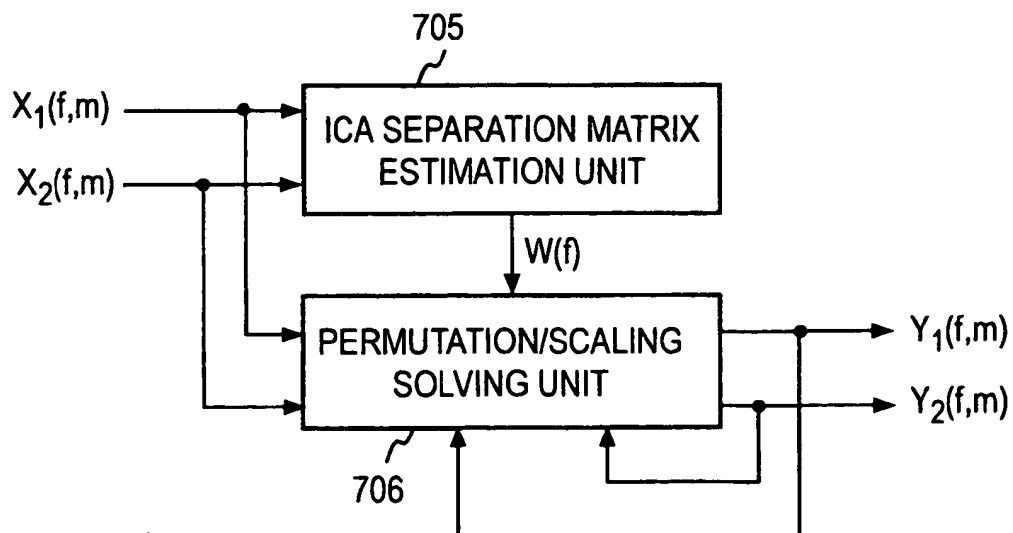 705
X1(f,m)
ICA SEPARATION MATRIX
ESTIMATION UNIT
X2(f,m)
W(f)
PERMUTATION/SCALING
SOLVING UNIT
Y1(f,m)
Y2(f,m)
706